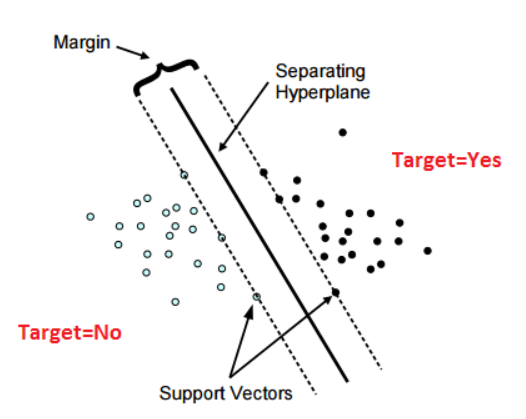 Margin
Separating
Hyperplane
Target=Yes
Target=No
Support Vectors